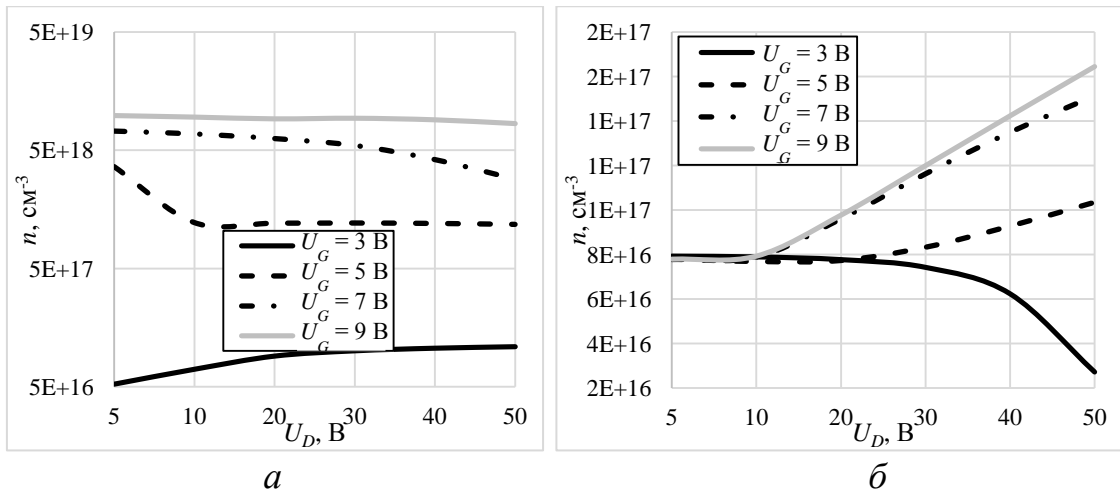 5E+19
5E+18
5E+17
5E+16
n, см-3
U_G = 3 В
U_G = 5 В
U_G = 7 В
U_G = 9 В
5 10 20 30 40 50
U_D, В
а
2E+17
2E+17
1E+17
1E+17
1E+17
8E+16
6E+16
4E+16
2E+16
n, см-3
U_G = 3 В
U_G = 5 В
U_G = 7 В
U_G = 9 В
5 10 20 30 40 50
U_D, В
б